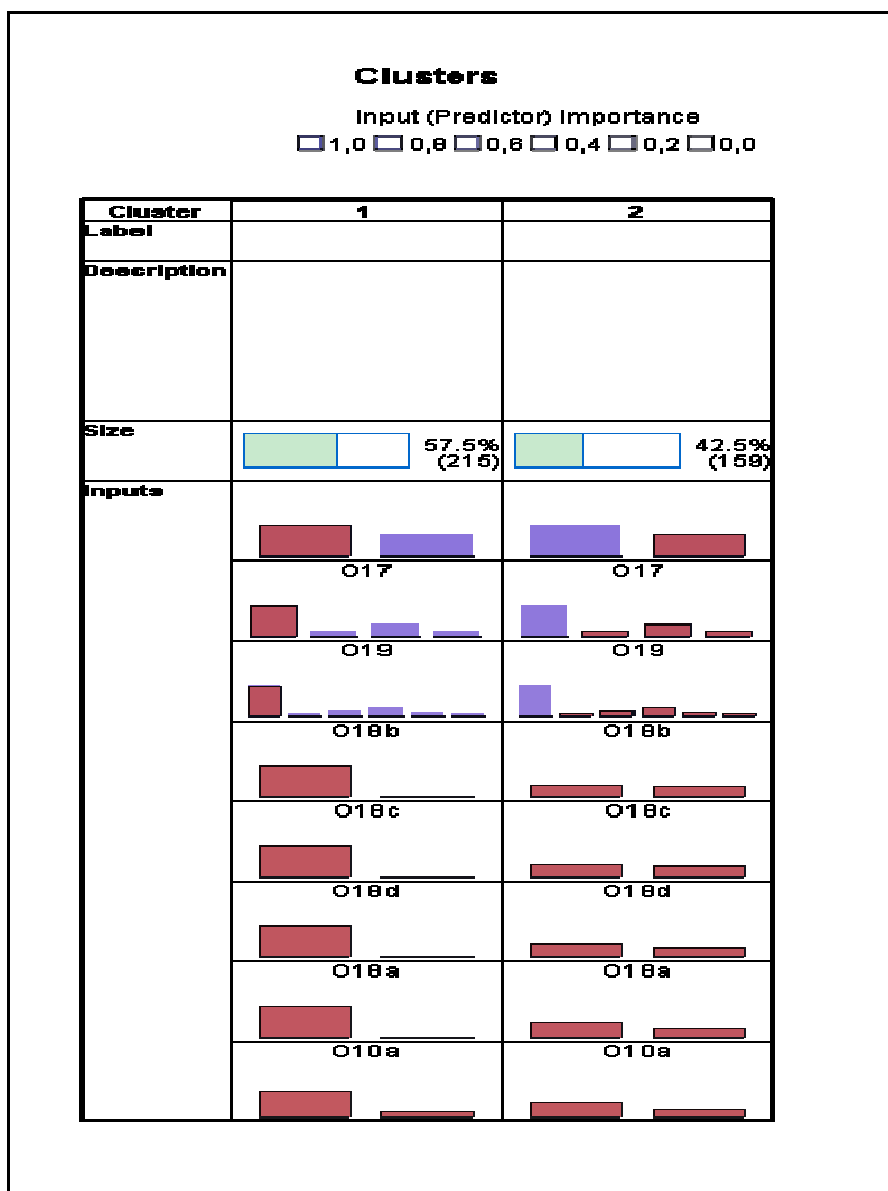 Clusters
Input (Predictor) Importance
1,0 0,8 0,6 0,4 0,2 0,0
Cluster 1 2
Label
Description
Size 57.5% (215) 42.5% (159)
Inputs
O17 O17
O19 O19
O18b O18b
O18c O18c
O18d O18d
O18a O18a
O10a O10a